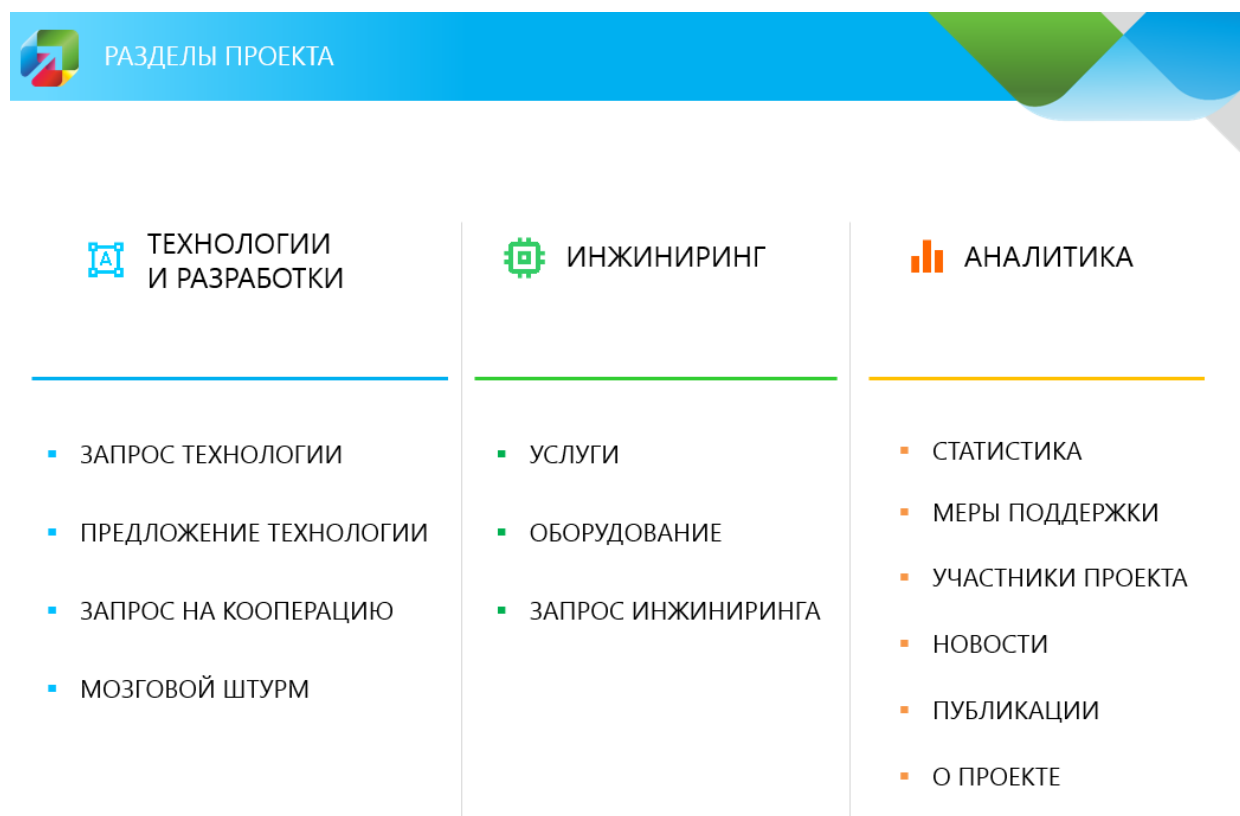 РАЗДЕЛЫ ПРОЕКТА
ТЕХНОЛОГИИ
И РАЗРАБОТКИ
ЗАПРОС ТЕХНОЛОГИИ
ПРЕДЛОЖЕНИЕ ТЕХНОЛОГИИ
ЗАПРОС НА КООПЕРАЦИЮ
МОЗГОВОЙ ШТУРМ
ИНЖИНИРИНГ
УСЛУГИ
ОБОРУДОВАНИЕ
ЗАПРОС ИНЖИНИРИНГА
АНАЛИТИКА
СТАТИСТИКА
МЕРЫ ПОДДЕРЖКИ
УЧАСТНИКИ ПРОЕКТА
НОВОСТИ
ПУБЛИКАЦИИ
О ПРОЕКТЕ